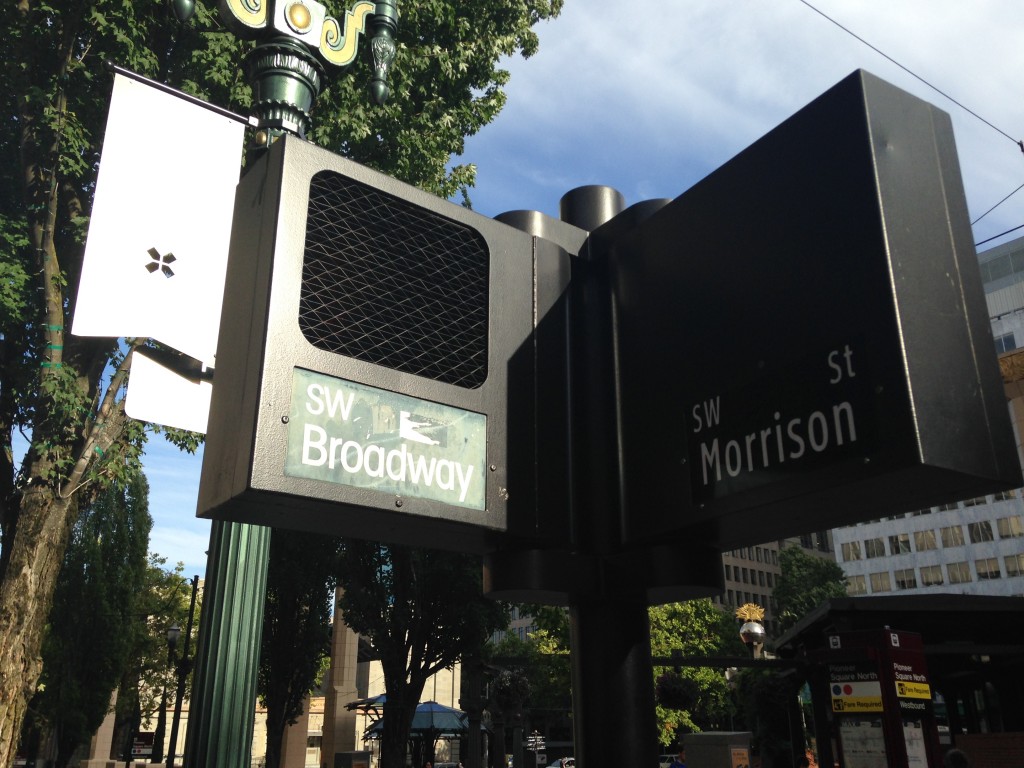 SW
Broadway
SW St
Morrison
Pioneer
Square North
Fare Required
Pioneer
Square North
Fare Required
Westbound